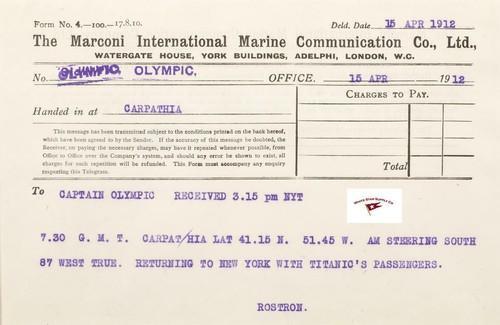 Form No. 4.—100.—17.8.10.
Deld. Date 15 APR 1912
The Marconi International Marine Communication Co., Ltd.,
WATERGATE HOUSE, YORK BUILDINGS, ADELPHI, LONDON, W.C.
No. OLYMPIC. OLYMPIC. OFFICE. 15 APR 1912
CHARGES TO PAY.
Handed in at CARPATHIA
This message has been transmitted subject to the conditions printed on the back hereof,
which have been agreed to by the Sender. If the accuracy of this message be doubted, the
Receiver, on paying the necessary charges, may have it repeated whenever possible, from
Office to Office over the Company's system, and should any error be shown to exist, all
charges for such repetition will be refunded. This Form must accompany any enquiry
respecting this Telegram.
Total
To CAPTAIN OLYMPIC RECEIVED 3.15 pm NYT
WHITE STAR SUPPLY CO
7.30 G.M.T. CARPAT/HIA LAT 41.15 N. 51.45 W. AM STEERING SOUTH
87 WEST TRUE. RETURNING TO NEW YORK WITH TITANIC'S PASSENGERS.
ROSTRON.